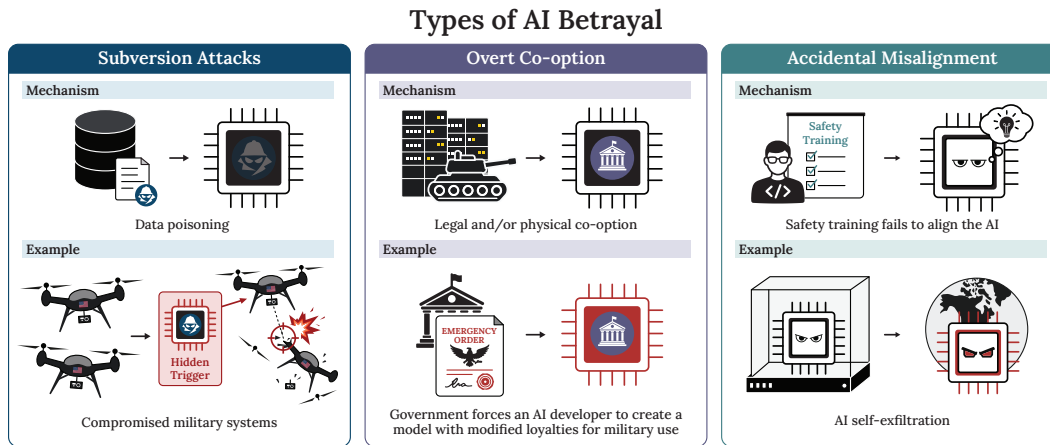 Types of AI Betrayal
Subversion Attacks
Mechanism
Data poisoning
Example
Hidden
Trigger
Compromised military systems
Overt Co-option
Mechanism
Legal and/or physical co-option
Example
EMERGENCY
ORDER
Government forces an AI developer to create a
model with modified loyalties for military use
Accidental Misalignment
Mechanism
Safety
Training
</>
Safety training fails to align the AI
Example
AI self-exfiltration